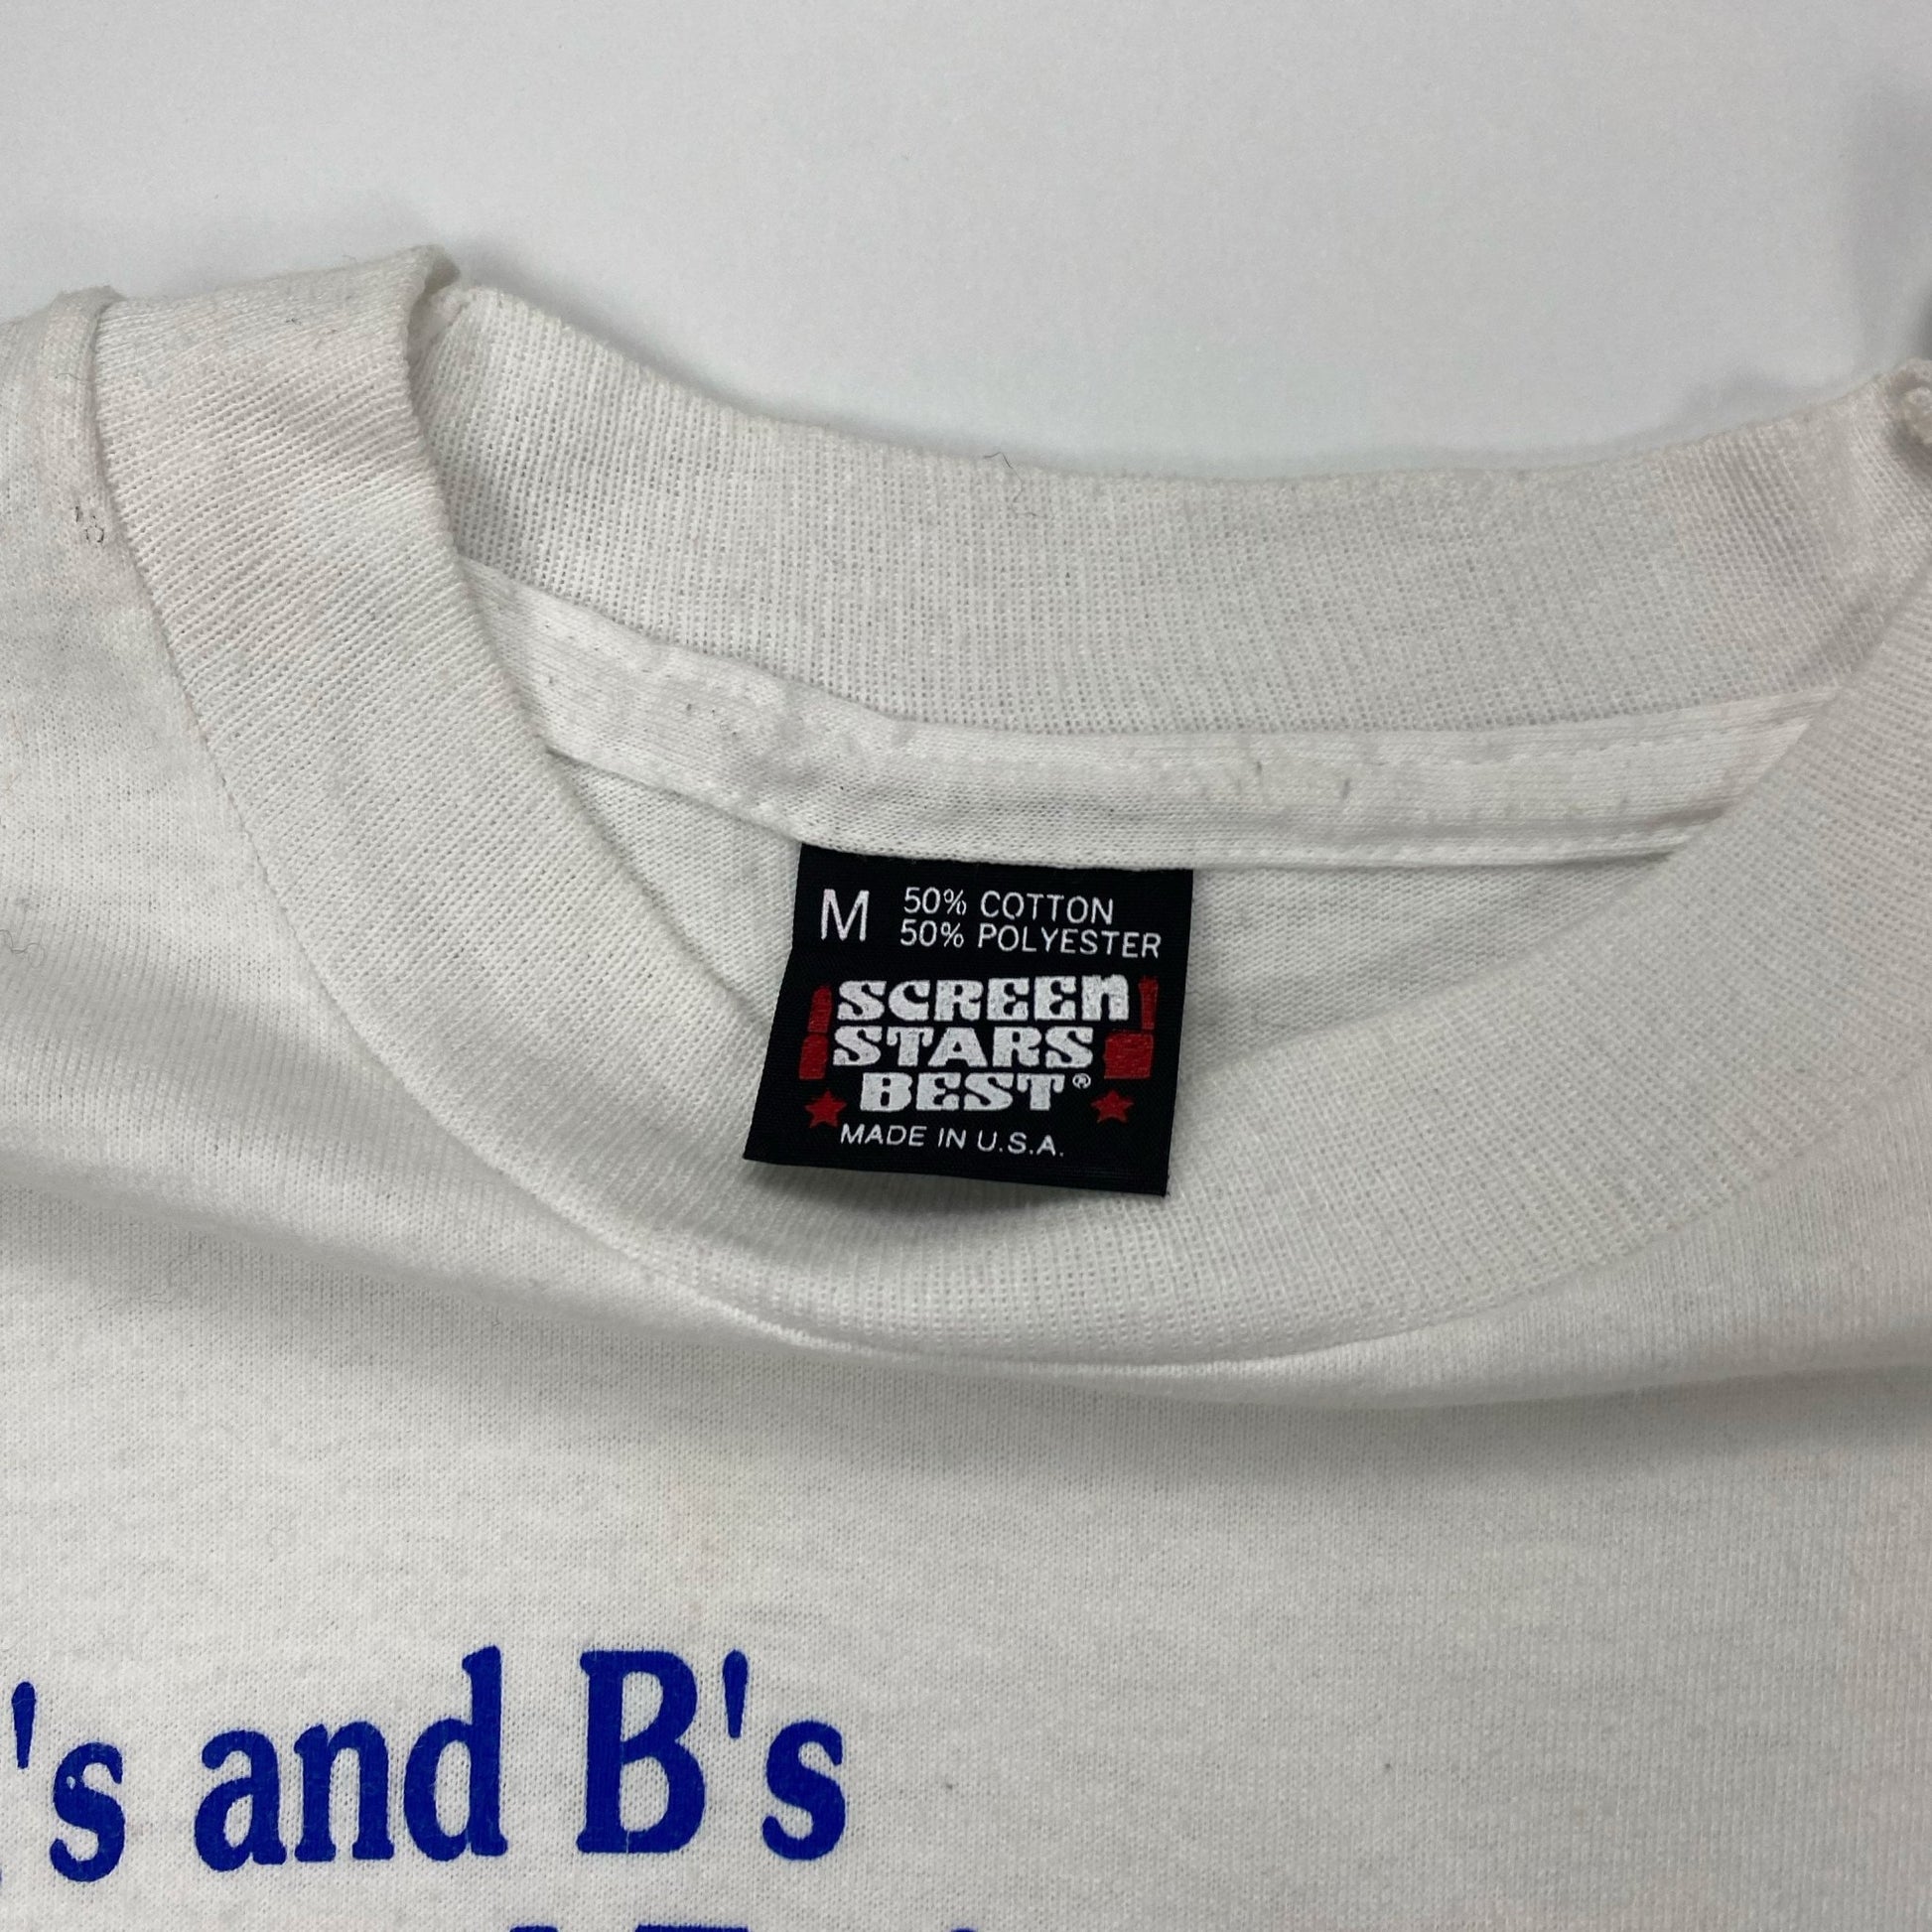 M 50% COTTON
50% POLYESTER
SCREEN
STARS
BEST®
MADE IN U.S.A.
's and B's